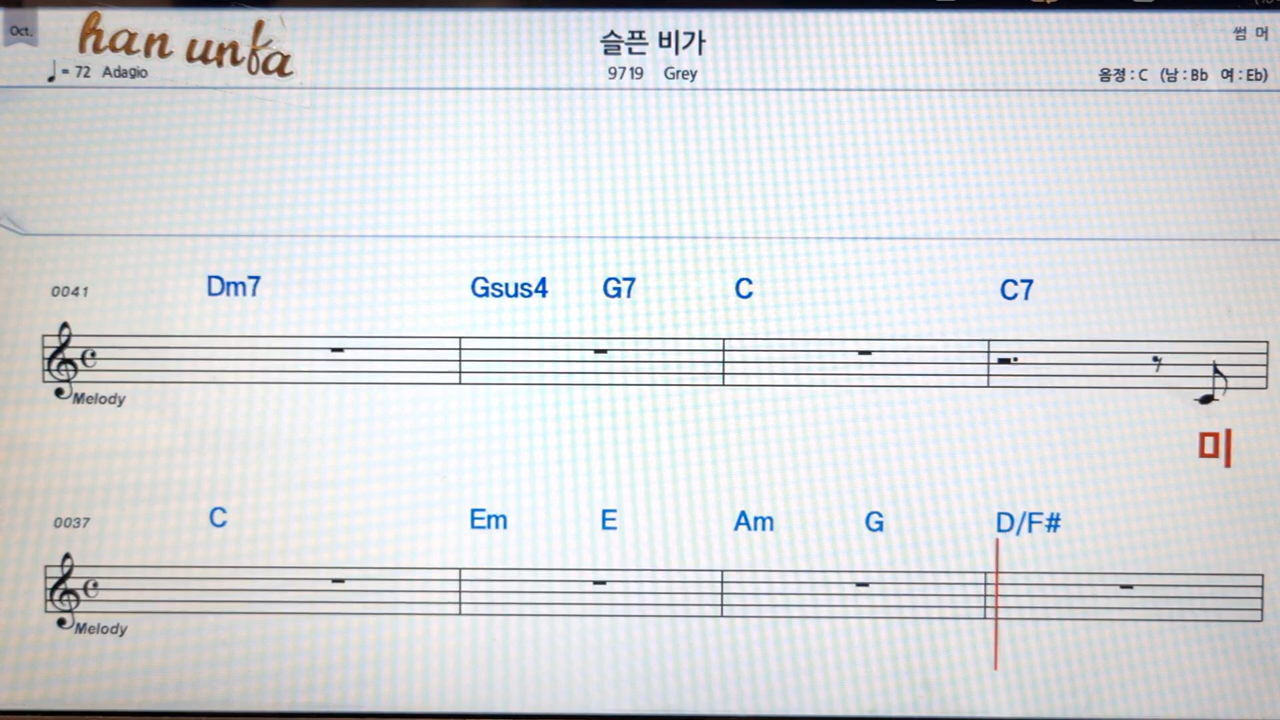 Oct.
han unfa
슬픈 비가
썸 머
= 72 Adagio
9719 Grey
음정 : C (남 : Bb 여 : Eb)
0041 Dm7 Gsus4 G7 C C7
Melody
미
0037 C Em E Am G D/F#
Melody